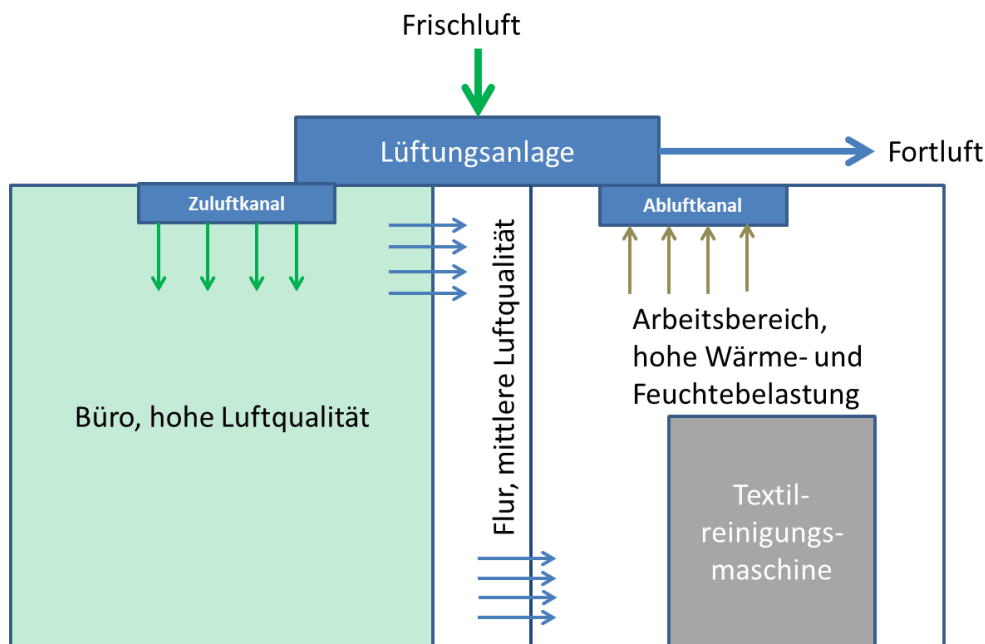 Frischluft
Lüftungsanlage
Fortluft
Zuluftkanal
Abluftkanal
Büro, hohe Luftqualität
Flur, mittlere Luftqualität
Arbeitsbereich,
hohe Wärme- und
Feuchtebelastung
Textil-
reinigungs-
maschine